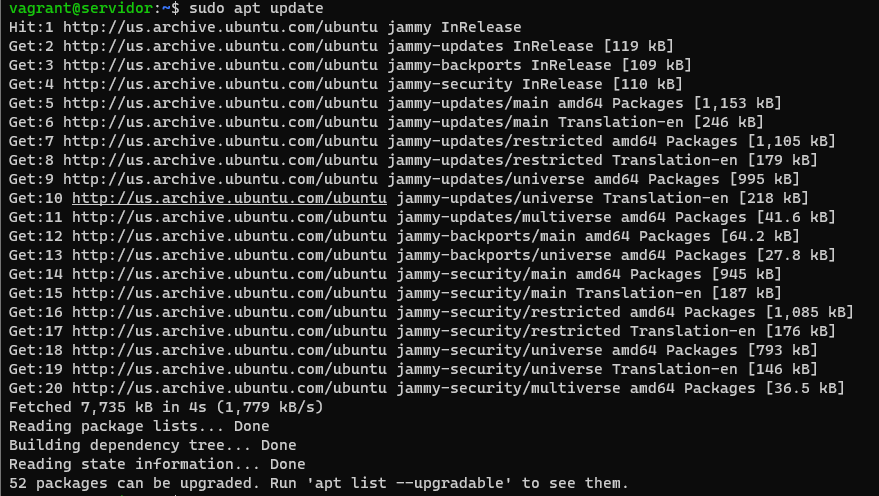 vagrant@servidor:~$ sudo apt update
Hit:1 http://us.archive.ubuntu.com/ubuntu jammy InRelease
Get:2 http://us.archive.ubuntu.com/ubuntu jammy-updates InRelease [119 kB]
Get:3 http://us.archive.ubuntu.com/ubuntu jammy-backports InRelease [109 kB]
Get:4 http://us.archive.ubuntu.com/ubuntu jammy-security InRelease [110 kB]
Get:5 http://us.archive.ubuntu.com/ubuntu jammy-updates/main amd64 Packages [1,153 kB]
Get:6 http://us.archive.ubuntu.com/ubuntu jammy-updates/main Translation-en [246 kB]
Get:7 http://us.archive.ubuntu.com/ubuntu jammy-updates/restricted amd64 Packages [1,105 kB]
Get:8 http://us.archive.ubuntu.com/ubuntu jammy-updates/restricted Translation-en [179 kB]
Get:9 http://us.archive.ubuntu.com/ubuntu jammy-updates/universe amd64 Packages [995 kB]
Get:10 http://us.archive.ubuntu.com/ubuntu jammy-updates/universe Translation-en [218 kB]
Get:11 http://us.archive.ubuntu.com/ubuntu jammy-updates/multiverse amd64 Packages [41.6 kB]
Get:12 http://us.archive.ubuntu.com/ubuntu jammy-backports/main amd64 Packages [64.2 kB]
Get:13 http://us.archive.ubuntu.com/ubuntu jammy-backports/universe amd64 Packages [27.8 kB]
Get:14 http://us.archive.ubuntu.com/ubuntu jammy-security/main amd64 Packages [945 kB]
Get:15 http://us.archive.ubuntu.com/ubuntu jammy-security/main Translation-en [187 kB]
Get:16 http://us.archive.ubuntu.com/ubuntu jammy-security/restricted amd64 Packages [1,085 kB]
Get:17 http://us.archive.ubuntu.com/ubuntu jammy-security/restricted Translation-en [176 kB]
Get:18 http://us.archive.ubuntu.com/ubuntu jammy-security/universe amd64 Packages [793 kB]
Get:19 http://us.archive.ubuntu.com/ubuntu jammy-security/universe Translation-en [146 kB]
Get:20 http://us.archive.ubuntu.com/ubuntu jammy-security/multiverse amd64 Packages [36.5 kB]
Fetched 7,735 kB in 4s (1,779 kB/s)
Reading package lists... Done
Building dependency tree... Done
Reading state information... Done
52 packages can be upgraded. Run 'apt list --upgradable' to see them.